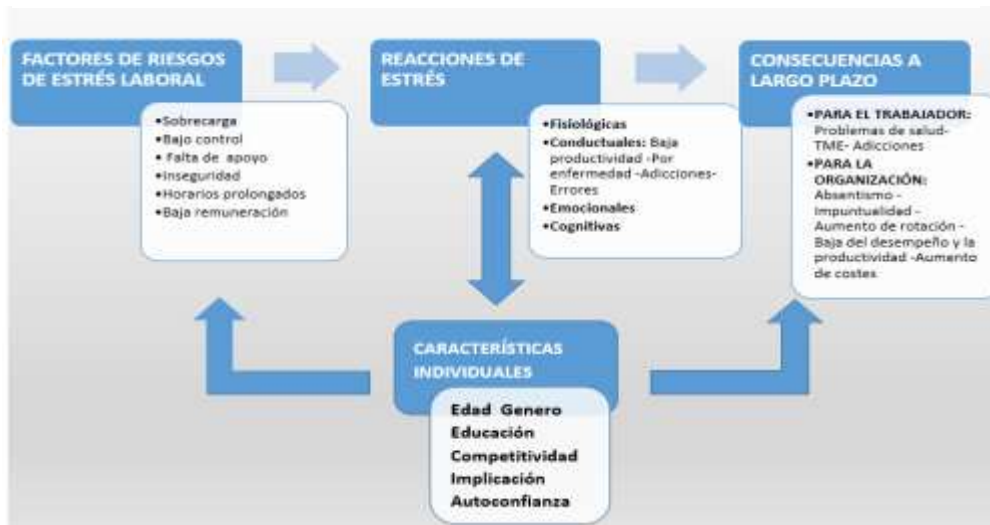 FACTORES DE RIESGOS
DE ESTRÉS LABORAL
•Sobrecarga
•Bajo control
• Falta de apoyo
•Inseguridad
•Horarios prolongados
•Baja remuneración
REACCIONES DE
ESTRÉS
•Fisiológicas
•Conductuales: Baja
productividad -Por
enfermedad -Adicciones-
Errores
•Emocionales
•Cognitivas
CONSECUENCIAS A
LARGO PLAZO
•PARA EL TRABAJADOR:
Problemas de salud-
TME- Adicciones
•PARA LA
ORGANIZACIÓN:
Absentismo -
Impuntualidad -
Aumento de rotación -
Baja del desempeño y la
productividad -Aumento
de costes
CARACTERÍSTICAS
INDIVIDUALES
Edad Genero
Educación
Competitividad
Implicación
Autoconfianza